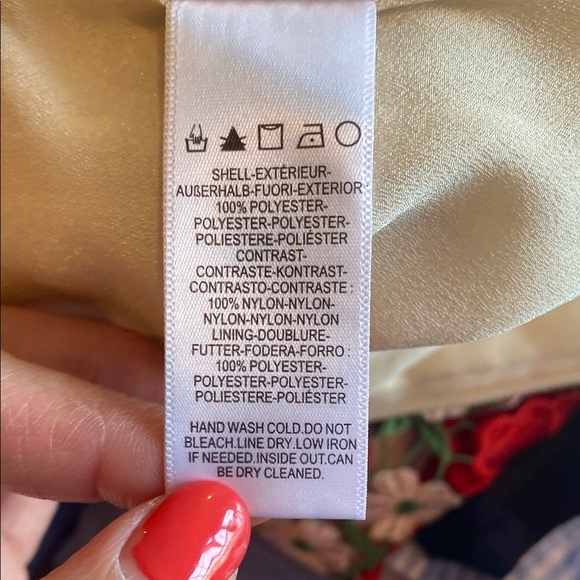 SHELL-EXTÉRIEUR-
AUßERHALB-FUORI-EXTERIOR:
100% POLYESTER-
POLYESTER-POLYESTER-
POLIESTERE-POLIÉSTER
CONTRAST-
CONTRASTE-KONTRAST-
CONTRASTO-CONTRASTE :
100% NYLON-NYLON-
NYLON-NYLON-NYLON
LINING-DOUBLURE-
FUTTER-FODERA-FORRO :
100% POLYESTER-
POLYESTER-POLYESTER-
POLIESTERE-POLIÉSTER
HAND WASH COLD.DO NOT
BLEACH.LINE DRY.LOW IRON
IF NEEDED.INSIDE OUT.CAN
BE DRY CLEANED.